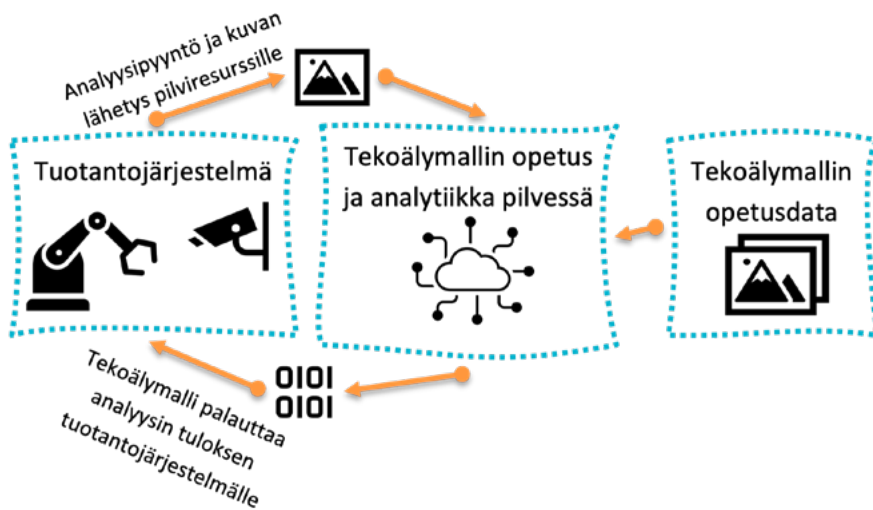 Analyysipyyntö ja kuvan
lähetys pilviresurssille
Tuotantojärjestelmä
Tekoälymallin opetus
ja analytiikka pilvessä
Tekoälymallin
opetusdata
0101
0101
Tekoälymalli palauttaa
analyysin tuloksen
tuotantojärjestelmälle